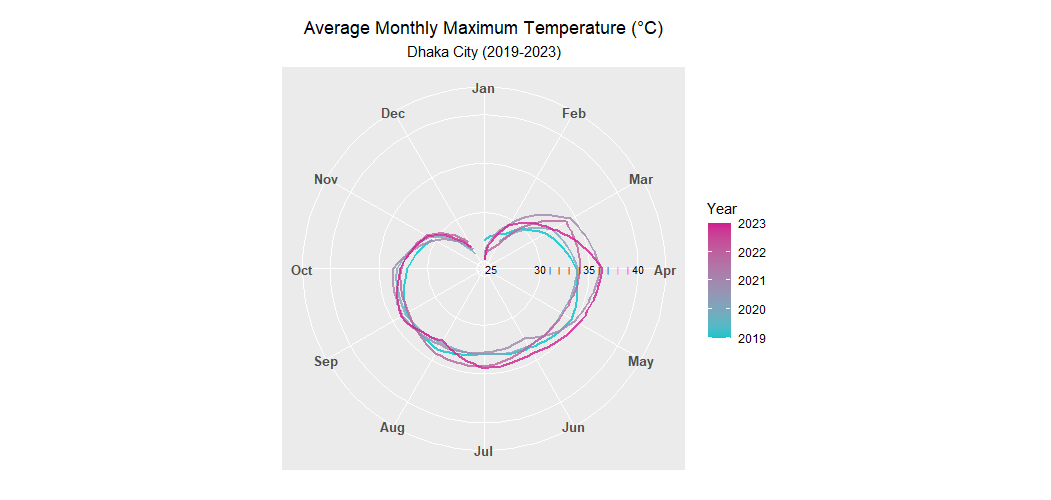 Average Monthly Maximum Temperature (°C)
Dhaka City (2019-2023)
Jan
Dec
Feb
Nov
Mar
Year
2023
2022
2021
2020
2019
Oct
25
30
35
40
Apr
Sep
May
Aug
Jun
Jul